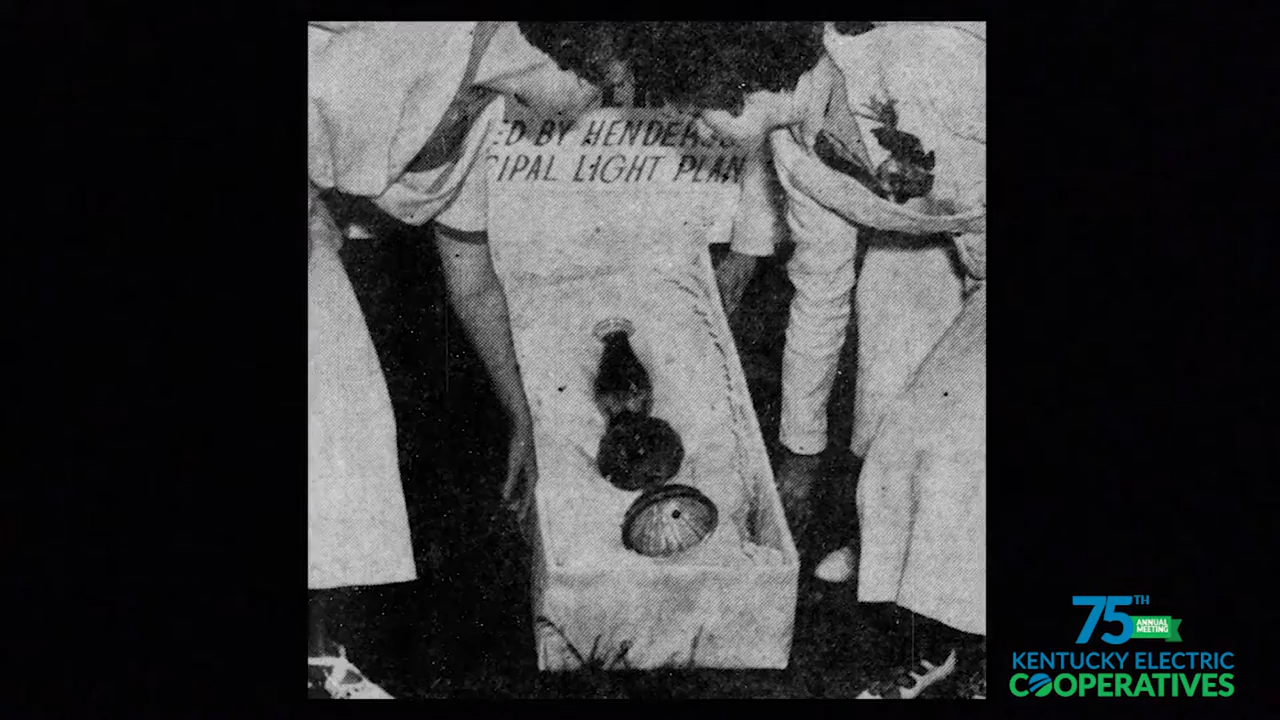 ED BY HENDERS
CIPAL LIGHT PLAN
75TH
ANNUAL
MEETING
KENTUCKY ELECTRIC
COOPERATIVES